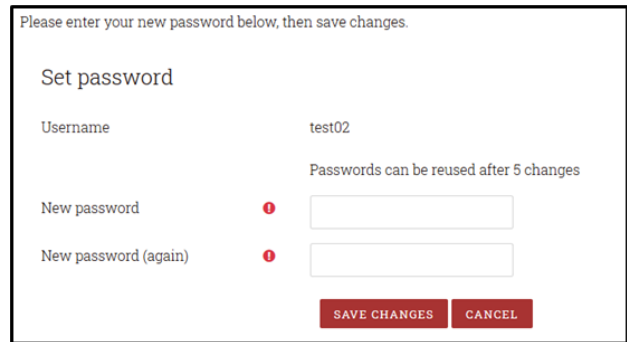 Please enter your new password below, then save changes.
Set password
Username test02
Passwords can be reused after 5 changes
New password
New password (again)
SAVE CHANGES CANCEL